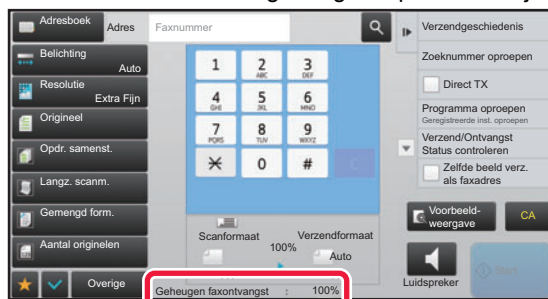 Adresboek
Adres
Faxnummer
Verzendgeschiedenis
Belichting
Auto
Zoeknummer oproepen
Resolutie
Extra Fijn
Direct TX
Origineel
Programma oproepen
Geregistreerde inst. oproepen
Opdr. samenst.
Verzend/Ontvangst
Status controleren
Langz. scanm.
Zelfde beeld verz.
als faxadres
Gemengd form.
Aantal originelen
Overige
1
2
ABC
3
DEF
4
GHI
5
JKL
6
MNO
7
PQRS
8
TUV
9
WXYZ
0
#
C
Scanformaat
100%
Verzendformaat
Auto
Geheugen faxontvangst : 100%
Voorbeeld-
weergave
CA
Luidspreker
Start